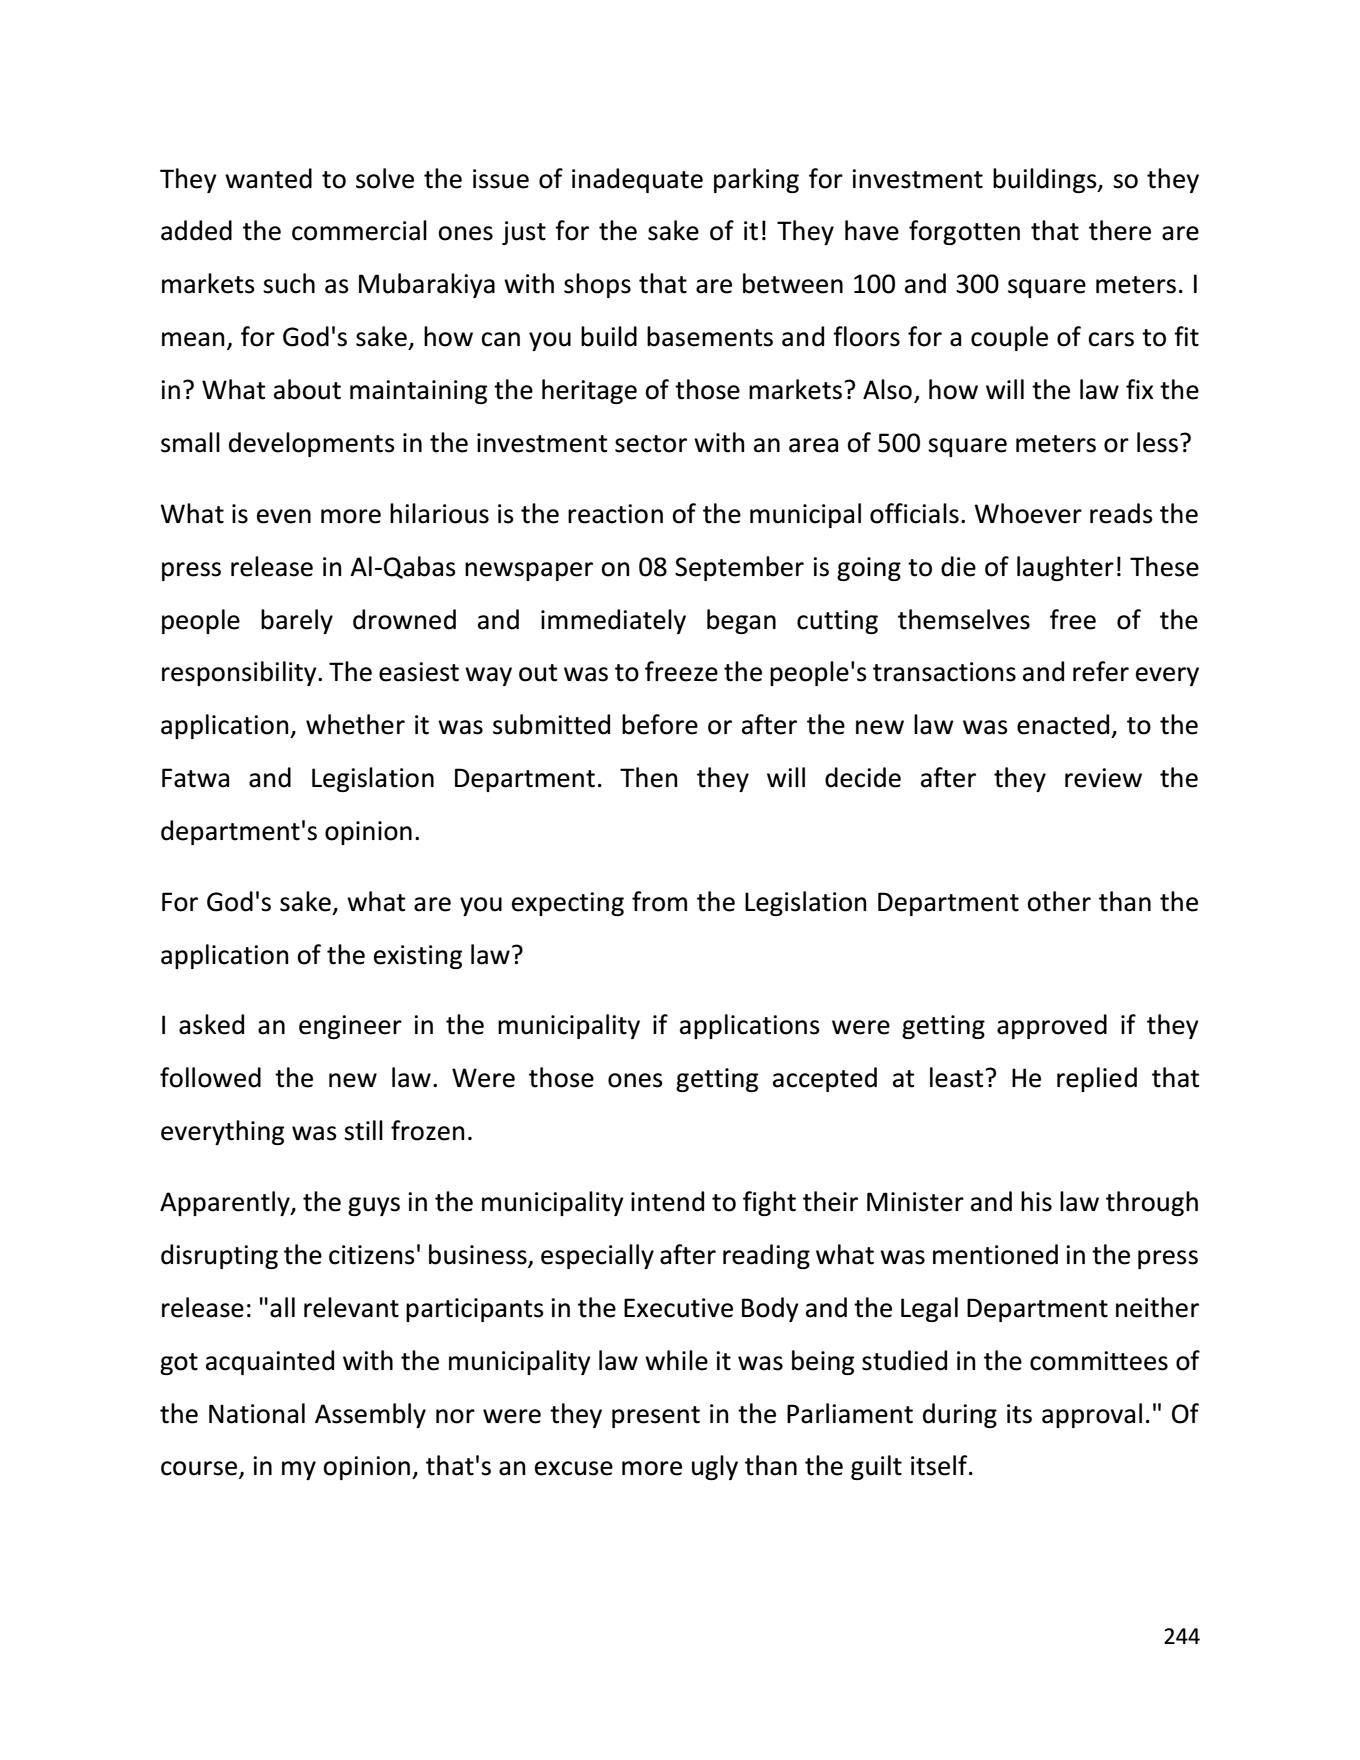 They wanted to solve the issue of inadequate parking for investment buildings, so they
added the commercial ones just for the sake of it! They have forgotten that there are
markets such as Mubarakiya with shops that are between 100 and 300 square meters. I
mean, for God's sake, how can you build basements and floors for a couple of cars to fit
in? What about maintaining the heritage of those markets? Also, how will the law fix the
small developments in the investment sector with an area of 500 square meters or less?
What is even more hilarious is the reaction of the municipal officials. Whoever reads the
press release in Al-Qabas newspaper on 08 September is going to die of laughter! These
people barely drowned and immediately began cutting themselves free of the
responsibility. The easiest way out was to freeze the people's transactions and refer every
application, whether it was submitted before or after the new law was enacted, to the
Fatwa and Legislation Department. Then they will decide after they review the
department's opinion.
For God's sake, what are you expecting from the Legislation Department other than the
application of the existing law?
I asked an engineer in the municipality if applications were getting approved if they
followed the new law. Were those ones getting accepted at least? He replied that
everything was still frozen.
Apparently, the guys in the municipality intend to fight their Minister and his law through
disrupting the citizens' business, especially after reading what was mentioned in the press
release: "all relevant participants in the Executive Body and the Legal Department neither
got acquainted with the municipality law while it was being studied in the committees of
the National Assembly nor were they present in the Parliament during its approval." Of
course, in my opinion, that's an excuse more ugly than the guilt itself.
244